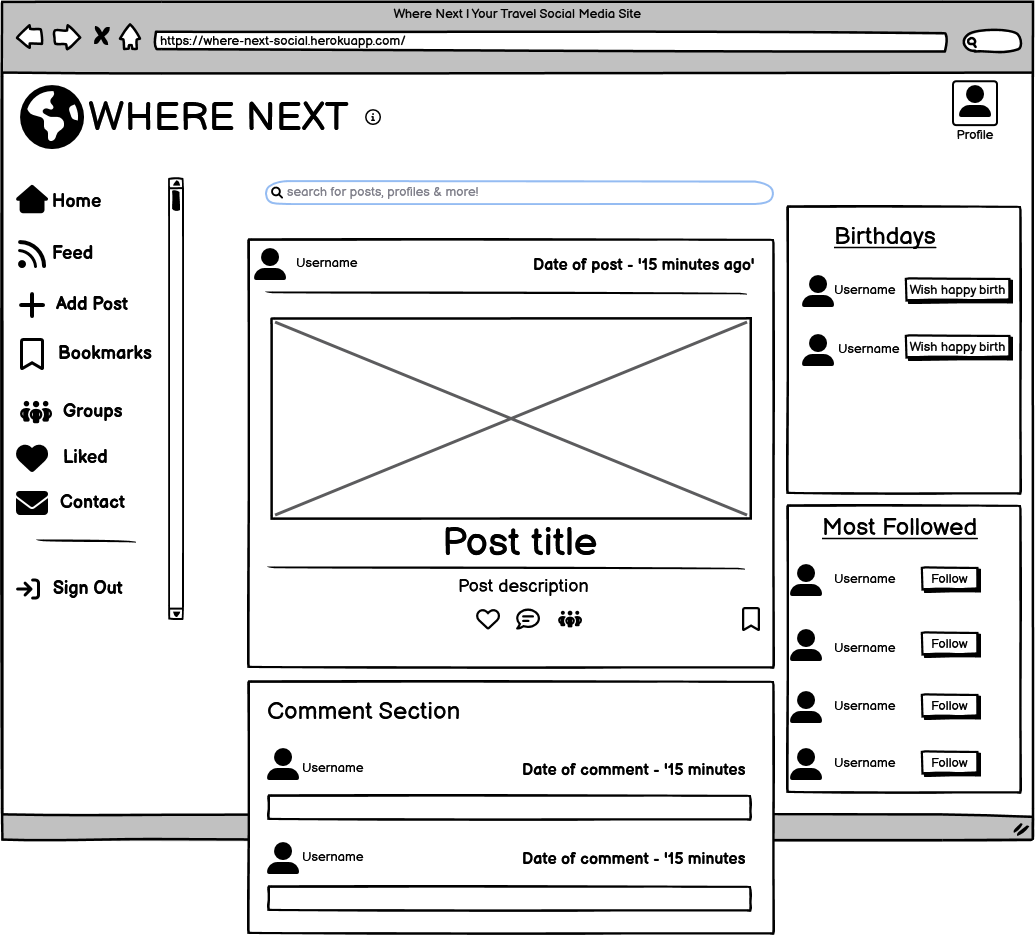 Where Next | Your Travel Social Media Site
https://where-next-social.herokuapp.com/
WHERE NEXT
Profile
Home
Feed
Add Post
Bookmarks
Groups
Liked
Contact
Sign Out
search for posts, profiles & more!
Username
Date of post - '15 minutes ago'
Post title
Post description
Comment Section
Username
Date of comment - '15 minutes
Username
Date of comment - '15 minutes
Birthdays
Username
Wish happy birth
Username
Wish happy birth
Most Followed
Username
Follow
Username
Follow
Username
Follow
Username
Follow